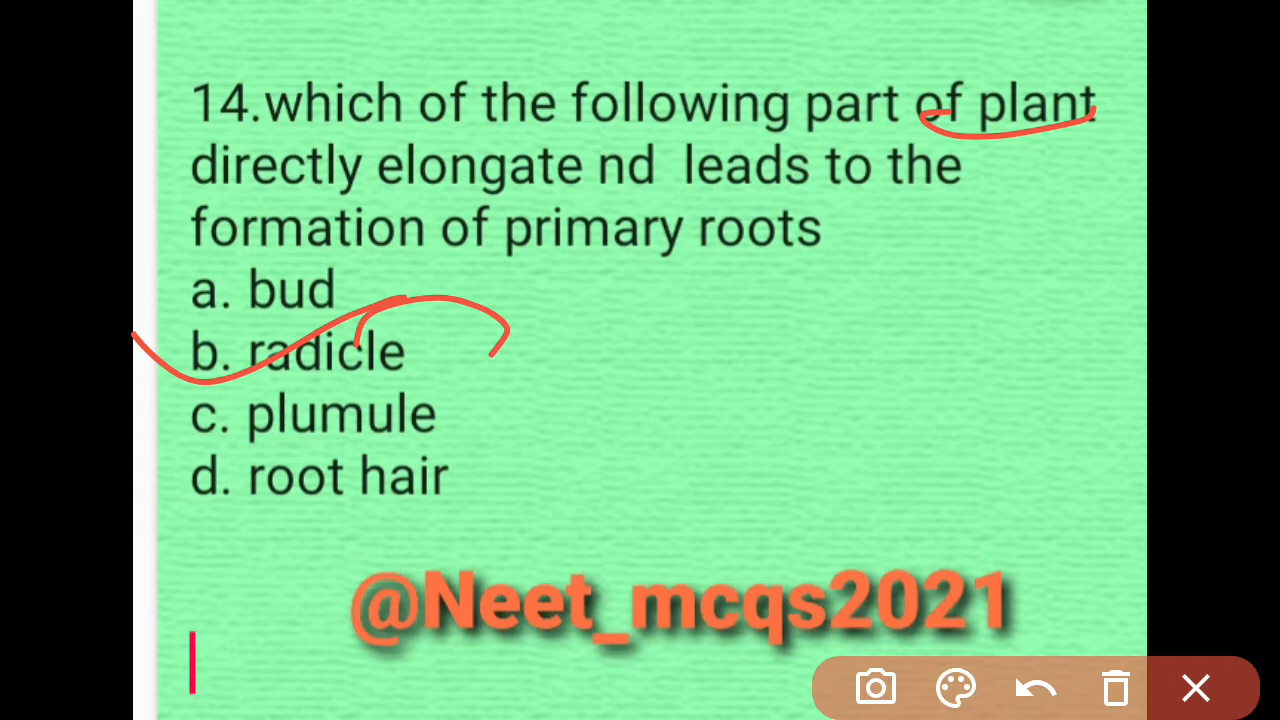 14.which of the following part of plant
directly elongate nd  leads to the
formation of primary roots
a. bud
b. radicle
c. plumule
d. root hair
@Neet_mcqs2021